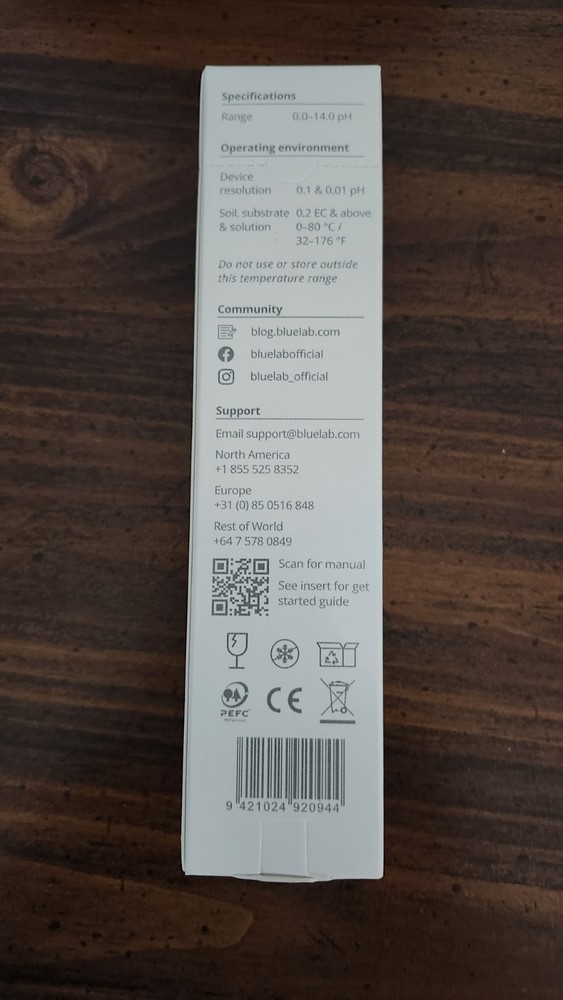 Specifications
Range 0.0–14.0 pH
Operating environment
Device
resolution 0.1 & 0.01 pH
Soil, substrate 0.2 EC & above
& solution 0–80 °C /
32–176 °F
Do not use or store outside
this temperature range
Community
blog.bluelab.com
bluelabofficial
bluelab_official
Support
Email support@bluelab.com
North America
+1 855 525 8352
Europe
+31 (0) 85 0516 848
Rest of World
+64 7 578 0849
Scan for manual
See insert for get
started guide
PEFC
CE
9 421024 920944